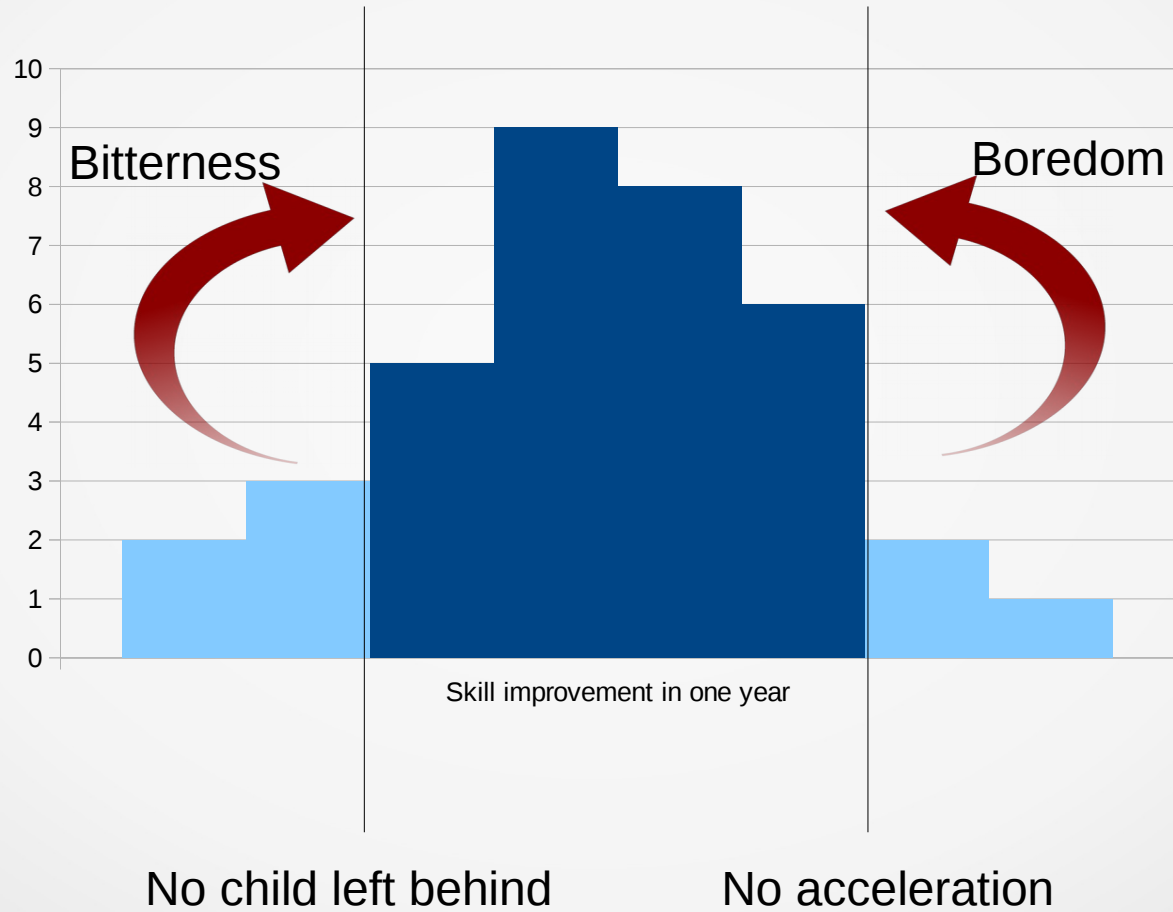 10
9
Bitterness
Boredom
8
7
6
5
4
3
2
1
0
Skill improvement in one year
No child left behind
No acceleration